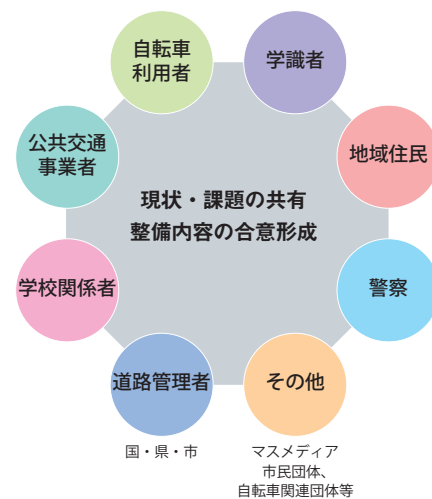 自転車
利用者
学識者
公共交通
事業者
地域住民
現状・課題の共有
整備内容の合意形成
学校関係者
警察
道路管理者
その他
国・県・市
マスメディア
市民団体、
自転車関連団体等